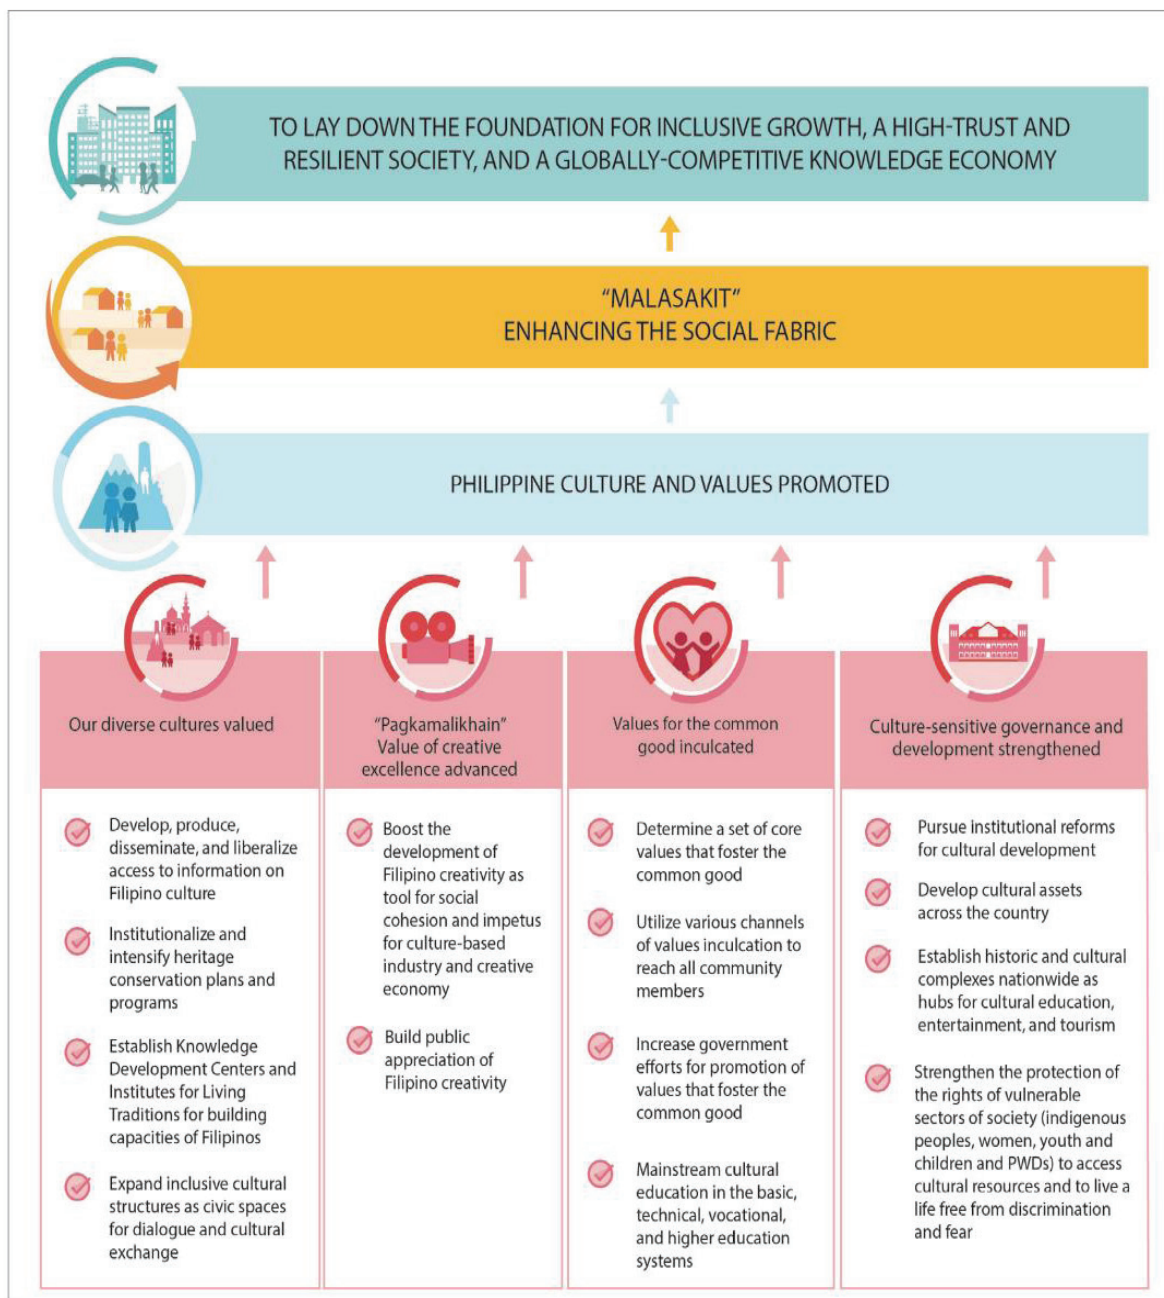 TO LAY DOWN THE FOUNDATION FOR INCLUSIVE GROWTH, A HIGH-TRUST AND
RESILIENT SOCIETY, AND A GLOBALLY-COMPETITIVE KNOWLEDGE ECONOMY
“MALASAKIT”
ENHANCING THE SOCIAL FABRIC
PHILIPPINE CULTURE AND VALUES PROMOTED
Our diverse cultures valued
Develop, produce,
disseminate, and liberalize
access to information on
Filipino culture
Institutionalize and
intensify heritage
conservation plans and
programs
Establish Knowledge
Development Centers and
Institutes for Living
Traditions for building
capacities of Filipinos
Expand inclusive cultural
structures as civic spaces
for dialogue and cultural
exchange
“Pagkamalikhain”
Value of creative
excellence advanced
Boost the
development of
Filipino creativity as
tool for social
cohesion and impetus
for culture-based
industry and creative
economy
Build public
appreciation of
Filipino creativity
Values for the common
good inculcated
Determine a set of core
values that foster the
common good
Utilize various channels
of values inculcation to
reach all community
members
Increase government
efforts for promotion of
values that foster the
common good
Mainstream cultural
education in the basic,
technical, vocational,
and higher education
systems
Culture-sensitive governance and
development strengthened
Pursue institutional reforms
for cultural development
Develop cultural assets
across the country
Establish historic and cultural
complexes nationwide as
hubs for cultural education,
entertainment, and tourism
Strengthen the protection of
the rights of vulnerable
sectors of society (indigenous
peoples, women, youth and
children and PWDs) to access
cultural resources and to live a
life free from discrimination
and fear